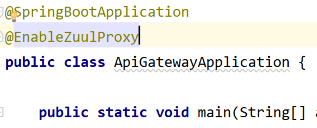 @SpringBootApplication
@EnableZuulProxy
public class ApiGatewayApplication {
public static void main(String[] a